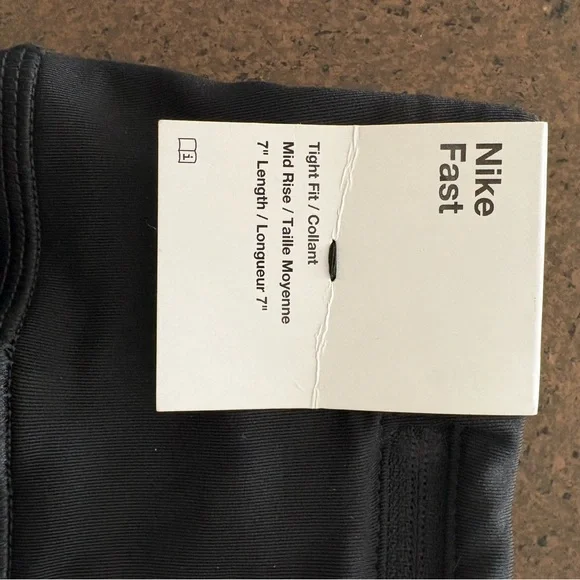 Nike
Fast
Tight Fit / Collant
Mid Rise / Taille Moyenne
7" Length / Longueur 7"
i